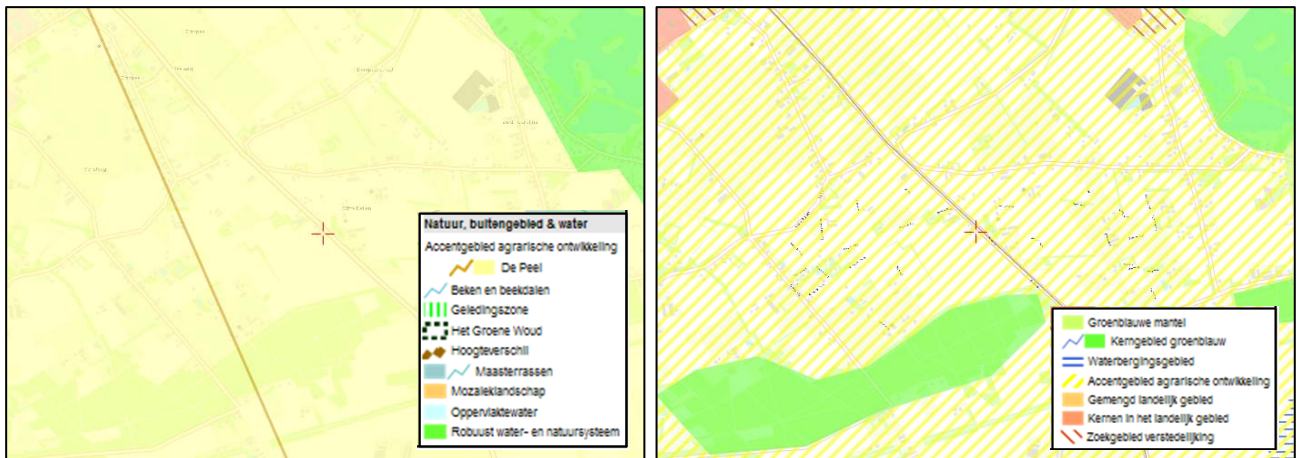 Natuur, buitengebied & water
Accentgebied agrarische ontwikkeling
De Peel
Beken en beekdalen
Geledingszone
Het Groene Woud
Hoogteverschil
Maasterrassen
Mozaïeklandschap
Oppervlaktewater
Robuust water- en natuursysteem
Groenblauwe mantel
Kerngebied groenblauw
Waterbergingsgebied
Accentgebied agrarische ontwikkeling
Gemengd landelijk gebied
Kernen in het landelijk gebied
Zoekgebied verstedelijking